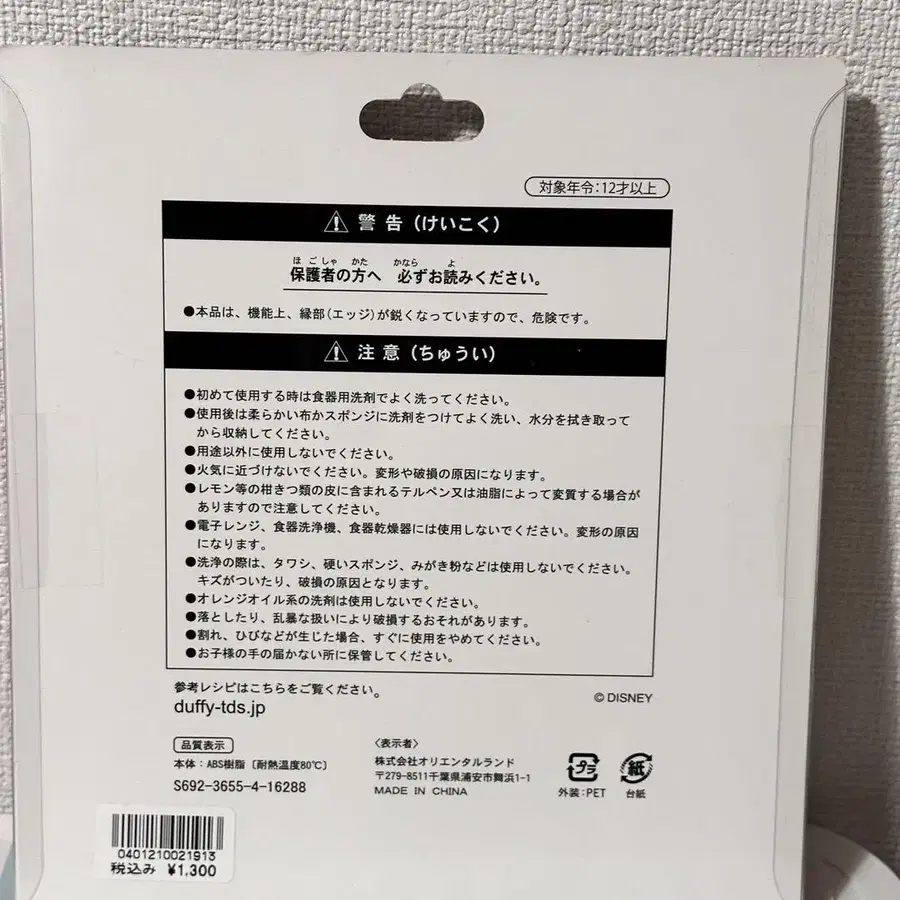 対象年令:12才以上
警告(けいこく)
ほごしゃ かた かなら よ
保護者の方へ 必ずお読みください。
●本品は、機能上、縁部(エッジ)が鋭くなっていますので、危険です。
注意(ちゅうい)
●初めて使用する時は食器用洗剤でよく洗ってください。
●使用後は柔らかい布かスポンジに洗剤をつけてよく洗い、水分を拭き取って
から収納してください。
●用途以外に使用しないでください。
●火気に近づけないでください。変形や破損の原因になります。
●レモン等の柑きつ類の皮に含まれるテルペン又は油脂によって変質する場合が
ありますので注意してください。
●電子レンジ、食器洗浄機、食器乾燥器には使用しないでください。変形の原因
になります。
●洗浄の際は、タワシ、硬いスポンジ、みがき粉などは使用しないでください。
キズがついたり、破損の原因となります。
●オレンジオイル系の洗剤は使用しないでください。
●落としたり、乱暴な扱いにより破損するおそれがあります。
●割れ、ひびなどが生じた場合、すぐに使用をやめてください。
●お子様の手の届かない所に保管してください。
参考レシピはこちらをご覧ください。
duffy-tds.jp
© DISNEY
品質表示
本体:ABS樹脂〔耐熱温度80℃〕
S692-3655-4-16288
〈表示者〉
株式会社オリエンタルランド
〒279-8511千葉県浦安市舞浜1-1
MADE IN CHINA
プラ
外装:PET
紙
台紙
0401210021913
税込み ¥1,300